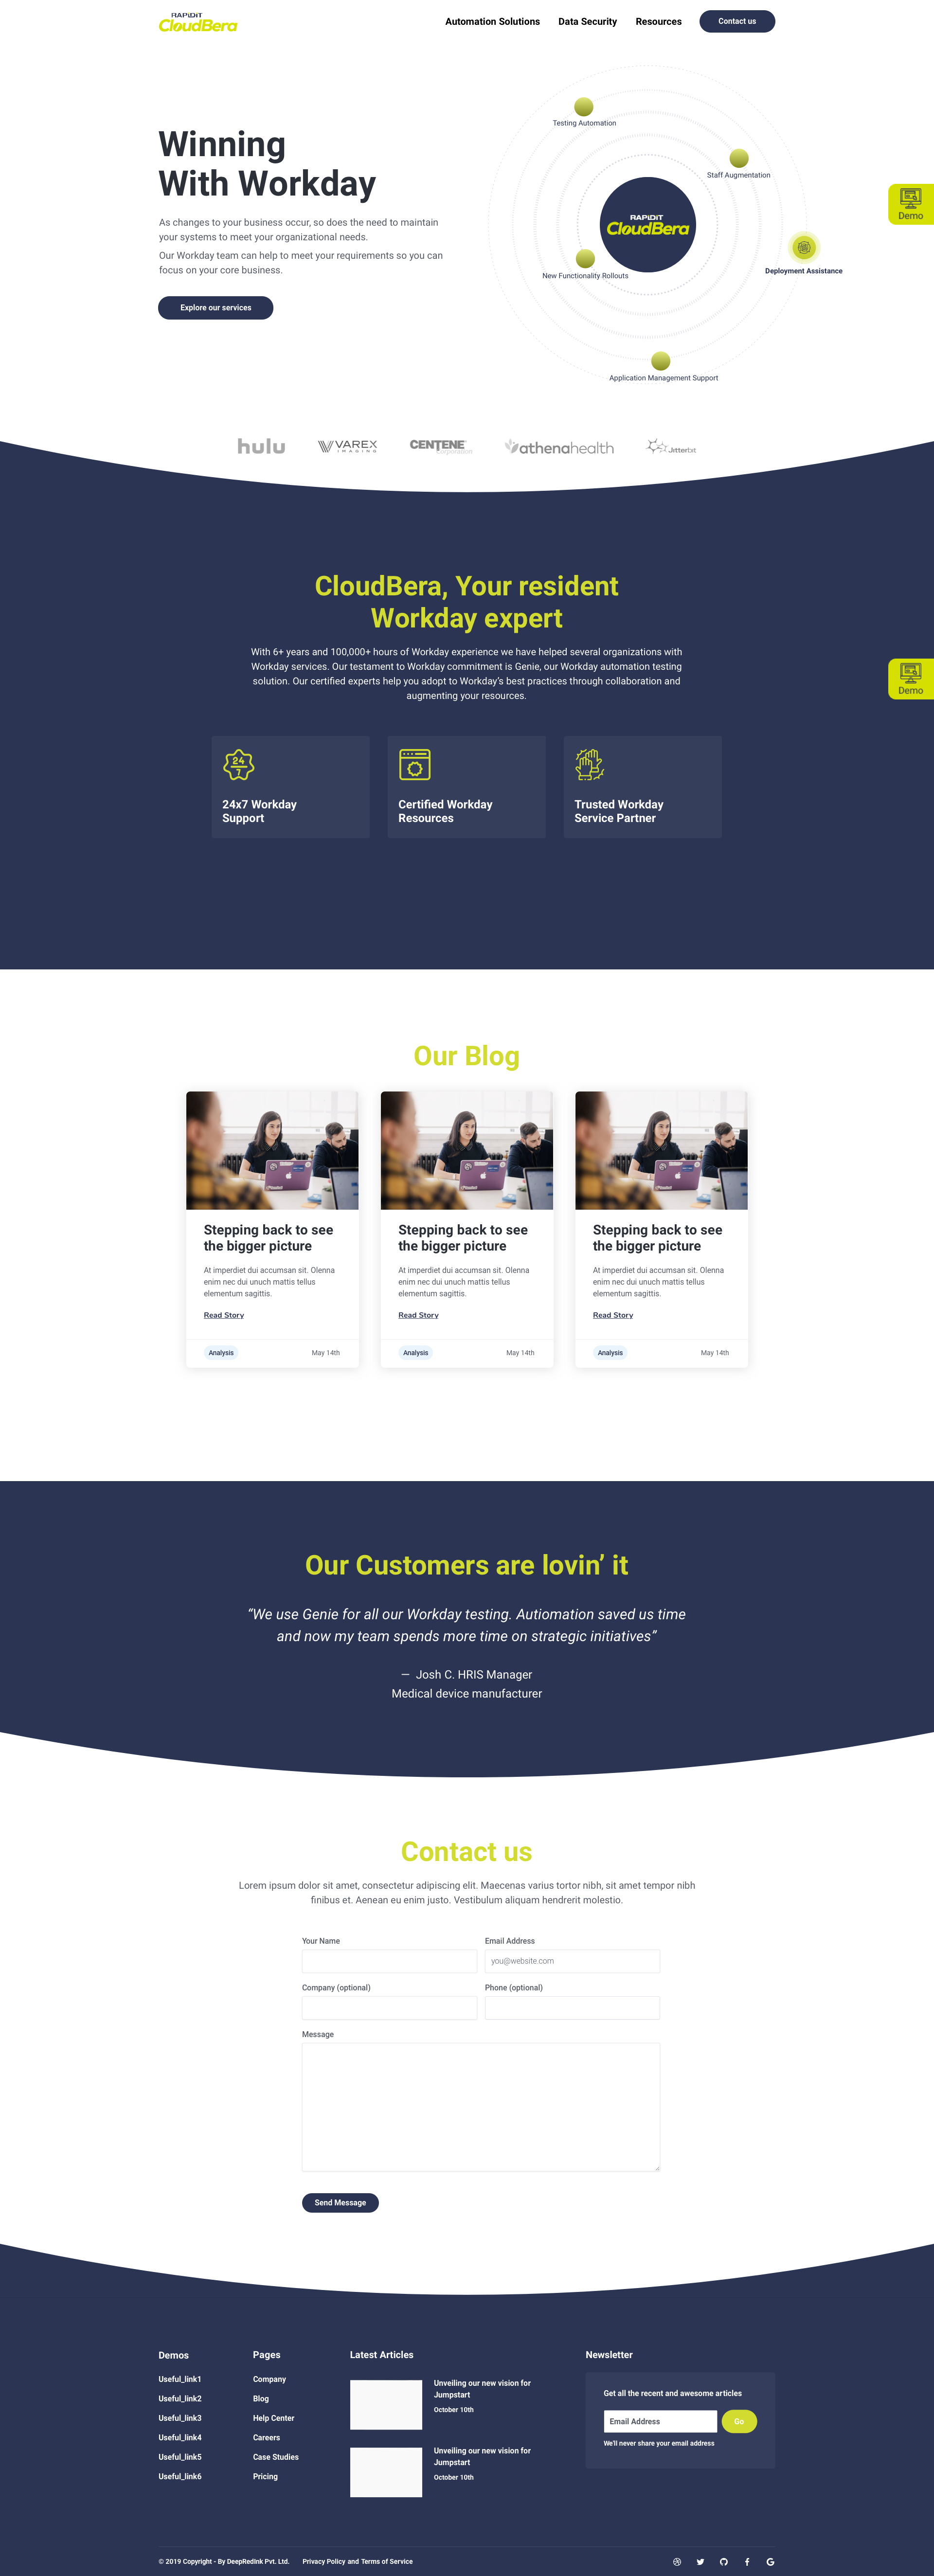 RAPIDIT
CloudBera
Automation Solutions
Data Security
Resources
Contact us
Winning
With Workday
As changes to your business occur, so does the need to maintain
your systems to meet your organizational needs.
Our Workday team can help to meet your requirements so you can
focus on your core business.
Explore our services
Testing Automation
Staff Augmentation
RAPIDIT
CloudBera
New Functionality Rollouts
Deployment Assistance
Application Management Support
Demo
hulu
VAREX
IMAGING
CENTENE
Corporation
athenahealth
Jitterbit
CloudBera, Your resident
Workday expert
With 6+ years and 100,000+ hours of Workday experience we have helped several organizations with
Workday services. Our testament to Workday commitment is Genie, our Workday automation testing
solution. Our certified experts help you adopt to Workday’s best practices through collaboration and
augmenting your resources.
Demo
24
7
24x7 Workday
Support
Certified Workday
Resources
Trusted Workday
Service Partner
Our Blog
Stepping back to see
the bigger picture
At imperdiet dui accumsan sit. Olenna
enim nec dui unuch mattis tellus
elementum sagittis.
Read Story
Analysis
May 14th
Stepping back to see
the bigger picture
At imperdiet dui accumsan sit. Olenna
enim nec dui unuch mattis tellus
elementum sagittis.
Read Story
Analysis
May 14th
Stepping back to see
the bigger picture
At imperdiet dui accumsan sit. Olenna
enim nec dui unuch mattis tellus
elementum sagittis.
Read Story
Analysis
May 14th
Our Customers are lovin’ it
“We use Genie for all our Workday testing. Autiomation saved us time
and now my team spends more time on strategic initiatives”
— Josh C. HRIS Manager
Medical device manufacturer
Contact us
Lorem ipsum dolor sit amet, consectetur adipiscing elit. Maecenas varius tortor nibh, sit amet tempor nibh
finibus et. Aenean eu enim justo. Vestibulum aliquam hendrerit molestio.
Your Name
Email Address
you@website.com
Company (optional)
Phone (optional)
Message
Send Message
Demos
Useful_link1
Useful_link2
Useful_link3
Useful_link4
Useful_link5
Useful_link6
Pages
Company
Blog
Help Center
Careers
Case Studies
Pricing
Latest Articles
Unveiling our new vision for
Jumpstart
October 10th
Unveiling our new vision for
Jumpstart
October 10th
Newsletter
Get all the recent and awesome articles
Email Address
Go
We'll never share your email address
© 2019 Copyright - By DeepRedInk Pvt. Ltd.
Privacy Policy and Terms of Service